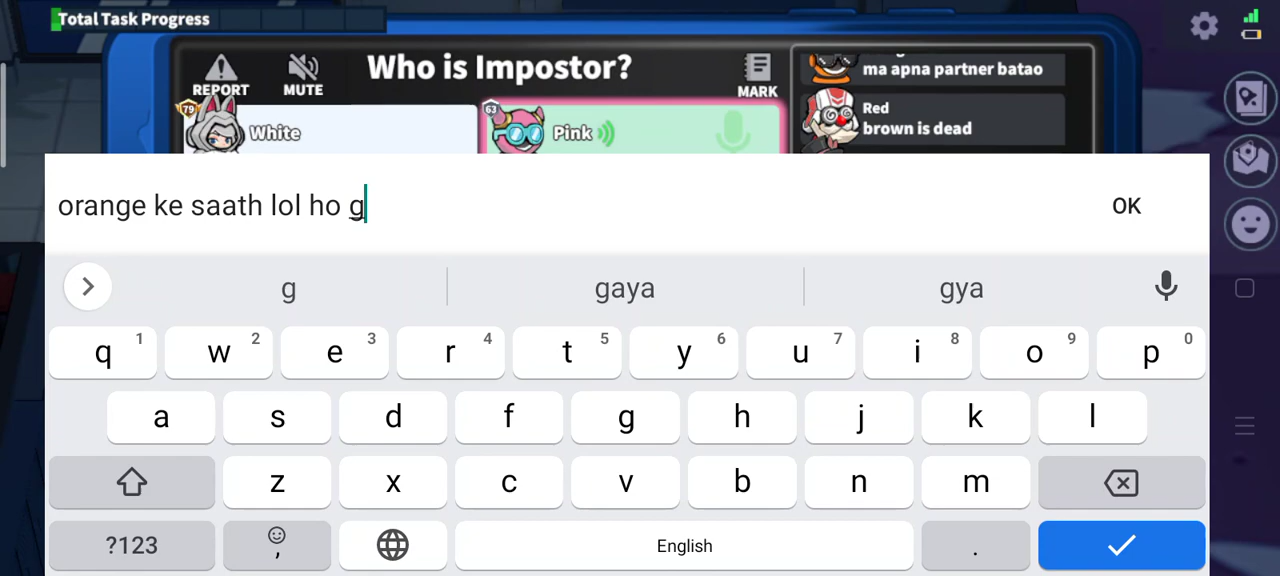 Total Task Progress
Who is Impostor?
REPORT
MUTE
MARK
ma apna partner batao
79
White
63
Pink
Red
brown is dead
orange ke saath lol ho g
OK
g gaya gya
q 1 w 2 e 3 r 4 t 5 y 6 u 7 i 8 o 9 p 0
a s d f g h j k l
z x c v b n m
?123 , English .